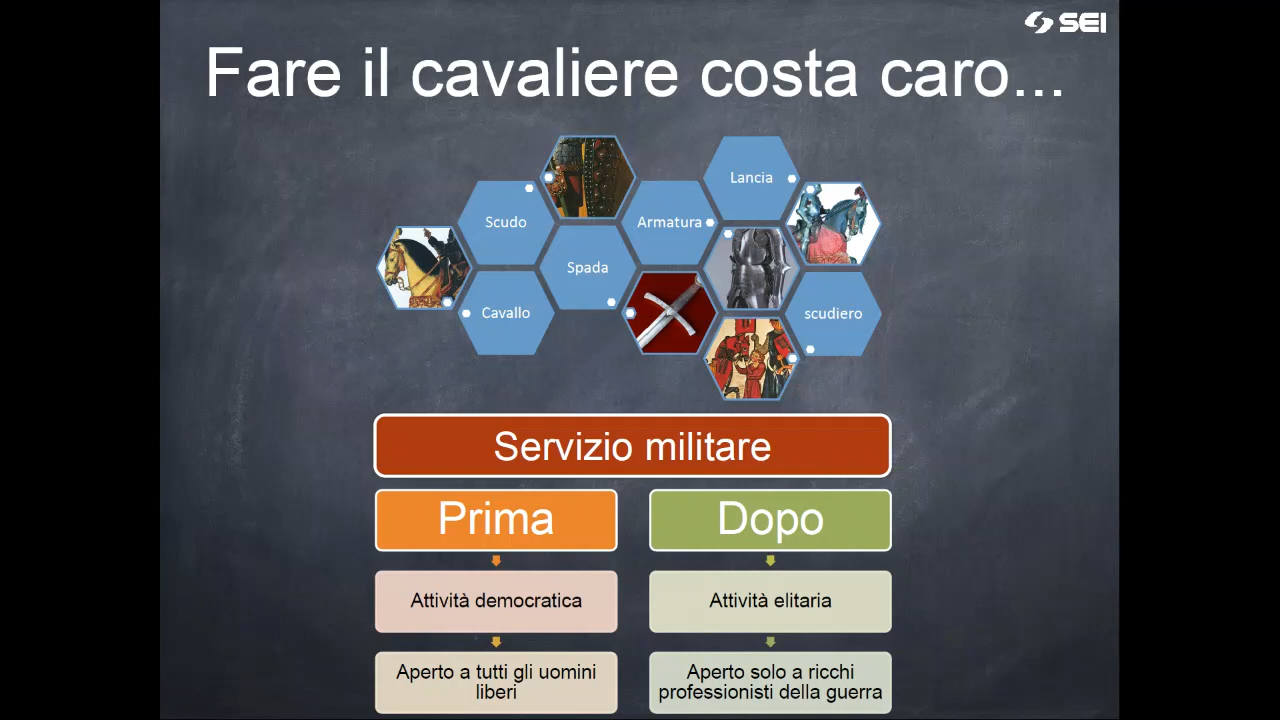 SEI
Fare il cavaliere costa caro...
Lancia
Scudo
Armatura
Spada
Cavallo
scudiero
Servizio militare
Prima
Dopo
Attività democratica
Attività elitaria
Aperto a tutti gli uomini
liberi
Aperto solo a ricchi
professionisti della guerra